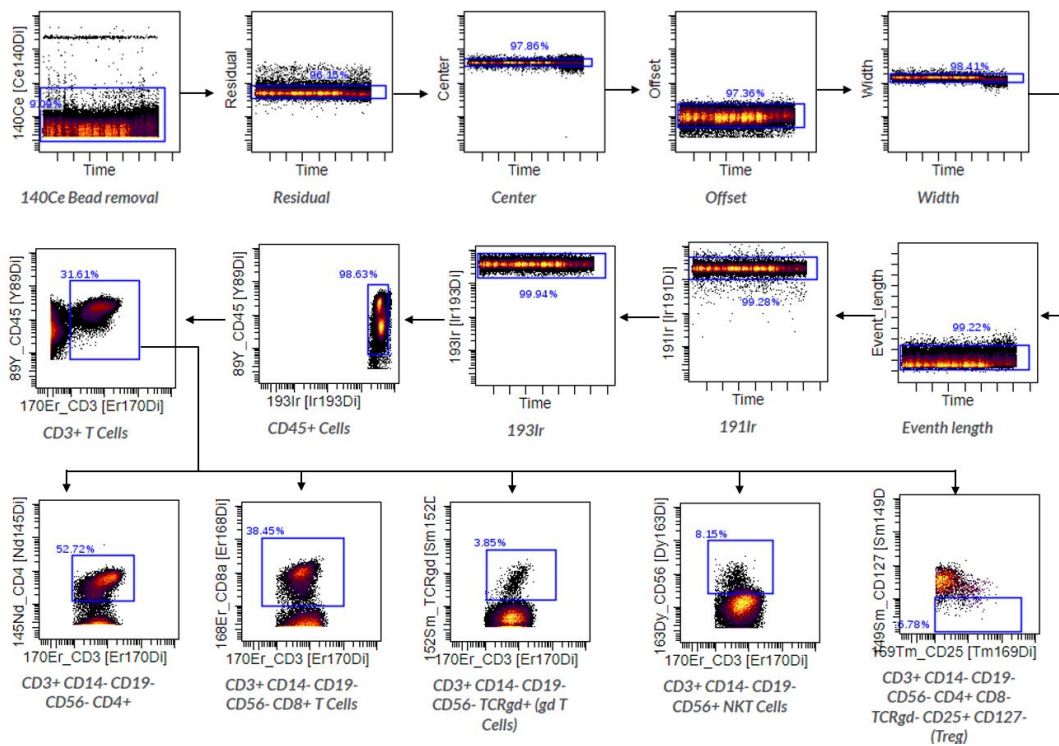 140Ce [Ce140Di]
9.09%
Time
140Ce Bead removal
Residual
96.15%
Time
Residual
Center
97.86%
Time
Center
Offset
97.36%
Time
Offset
Width
98.41%
Time
Width
89Y_CD45 [Y89Di]
31.61%
170Er_CD3 [Er170Di]
CD3+ T Cells
89Y_CD45 [Y89Di]
98.63%
193Ir [Ir193Di]
CD45+ Cells
193Ir [Ir193Di]
99.94%
Time
193Ir
191Ir [Ir191Di]
99.28%
Time
191Ir
Event_length
99.22%
Time
Eventh length
145Nd_CD4 [Nd145Di]
52.72%
170Er_CD3 [Er170Di]
CD3+ CD14- CD19-
CD56- CD4+
168Er_CD8a [Er168Di]
38.45%
170Er_CD3 [Er170Di]
CD3+ CD14- CD19-
CD56- CD8+ T Cells
152Sm_TCRgd [Sm152D
3.85%
170Er_CD3 [Er170Di]
CD3+ CD14- CD19-
CD56- TCRgd+ (gd T
Cells)
163Dy_CD56 [Dy163Di]
8.15%
170Er_CD3 [Er170Di]
CD3+ CD14- CD19-
CD56+ NKT Cells
149Sm_CD127 [Sm149D
6.78%
169Tm_CD25 [Tm169Di]
CD3+ CD14- CD19-
CD56- CD4+ CD8-
TCRgd- CD25+ CD127-
(Treg)